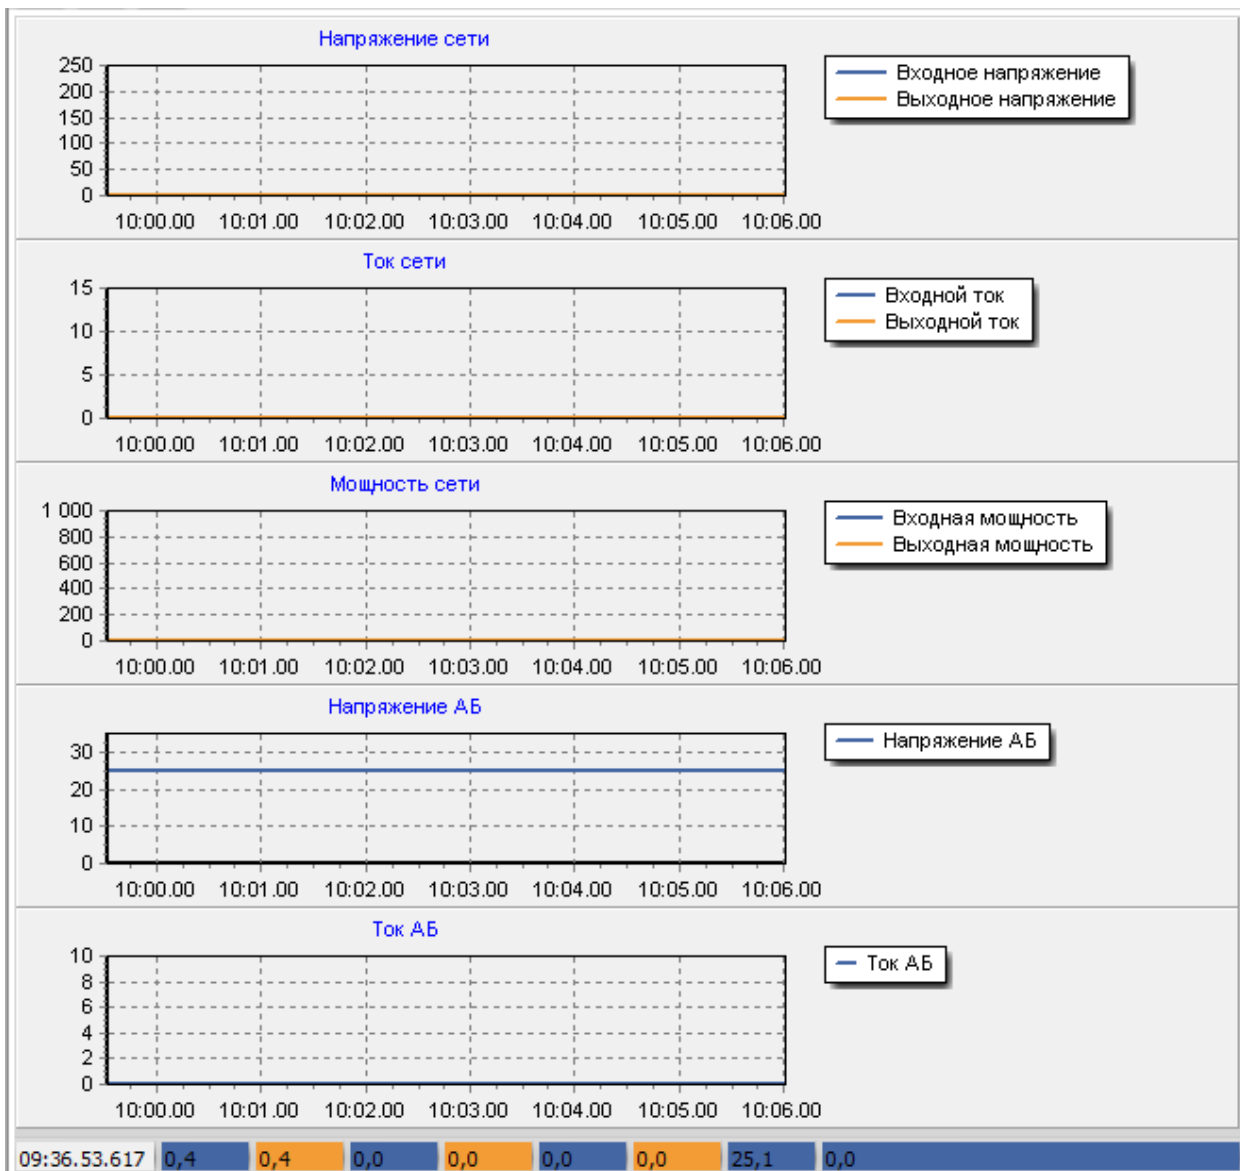 Напряжение сети
250
200
150
100
50
0
10:00.00 10:01.00 10:02.00 10:03.00 10:04.00 10:05.00 10:06.00
Входное напряжение
Выходное напряжение
Ток сети
15
10
5
0
10:00.00 10:01.00 10:02.00 10:03.00 10:04.00 10:05.00 10:06.00
Входной ток
Выходной ток
Мощность сети
1 000
800
600
400
200
0
10:00.00 10:01.00 10:02.00 10:03.00 10:04.00 10:05.00 10:06.00
Входная мощность
Выходная мощность
Напряжение АБ
30
20
10
0
10:00.00 10:01.00 10:02.00 10:03.00 10:04.00 10:05.00 10:06.00
Напряжение АБ
Ток АБ
10
8
6
4
2
0
10:00.00 10:01.00 10:02.00 10:03.00 10:04.00 10:05.00 10:06.00
Ток АБ
09:36.53.617 0,4 0,4 0,0 0,0 0,0 0,0 25,1 0,0